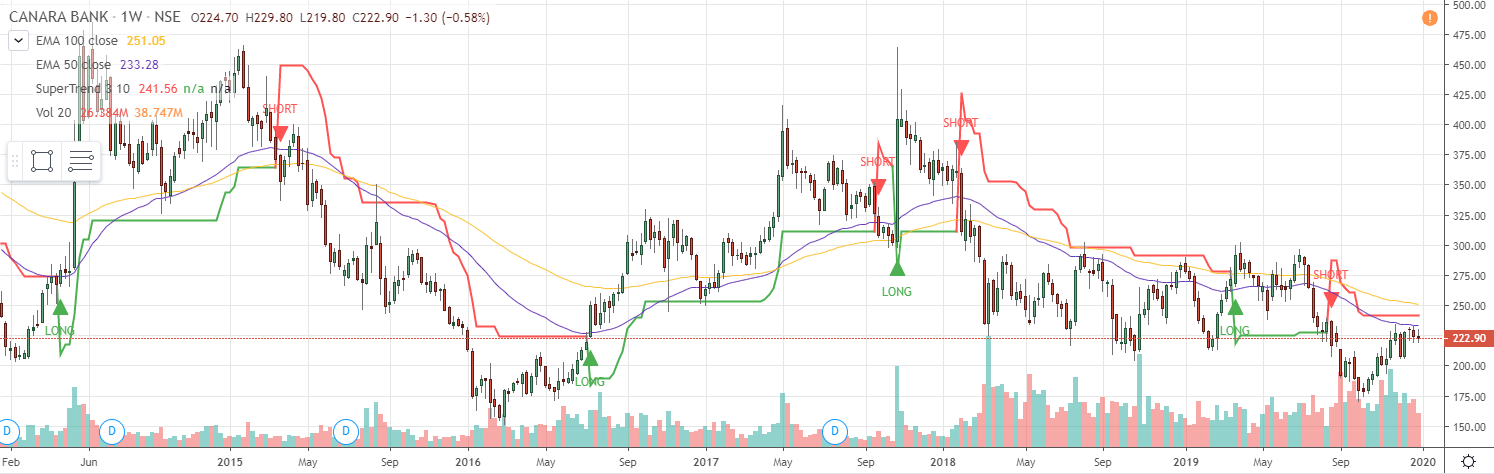 CANARA BANK · 1W · NSE O224.70 H229.80 L219.80 C222.90 −1.30 (−0.58%)
EMA 100 close 251.05
EMA 50 close 233.28
SuperTrend 3 10 241.56 n/a n/a
Vol 20 26.384M 38.747M
SHORT
SHORT
SHORT
SHORT
LONG
LONG
LONG
LONG
500.00
475.00
450.00
425.00
400.00
375.00
350.00
325.00
300.00
275.00
250.00
222.90
200.00
175.00
150.00
D
D
D
D
Feb Jun 2015 May Sep 2016 May Sep 2017 May Sep 2018 May Sep 2019 May Sep 2020